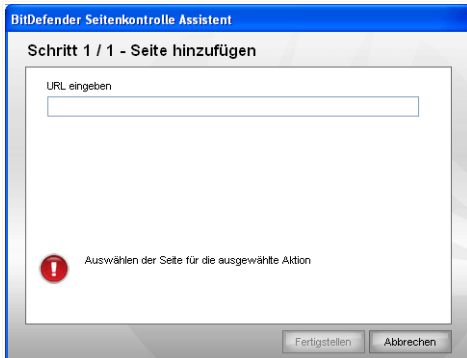 BitDefender Seitenkontrolle Assistent
Schritt 1 / 1 - Seite hinzufügen
URL eingeben
Auswählen der Seite für die ausgewählte Aktion
Fertigstellen Abbrechen